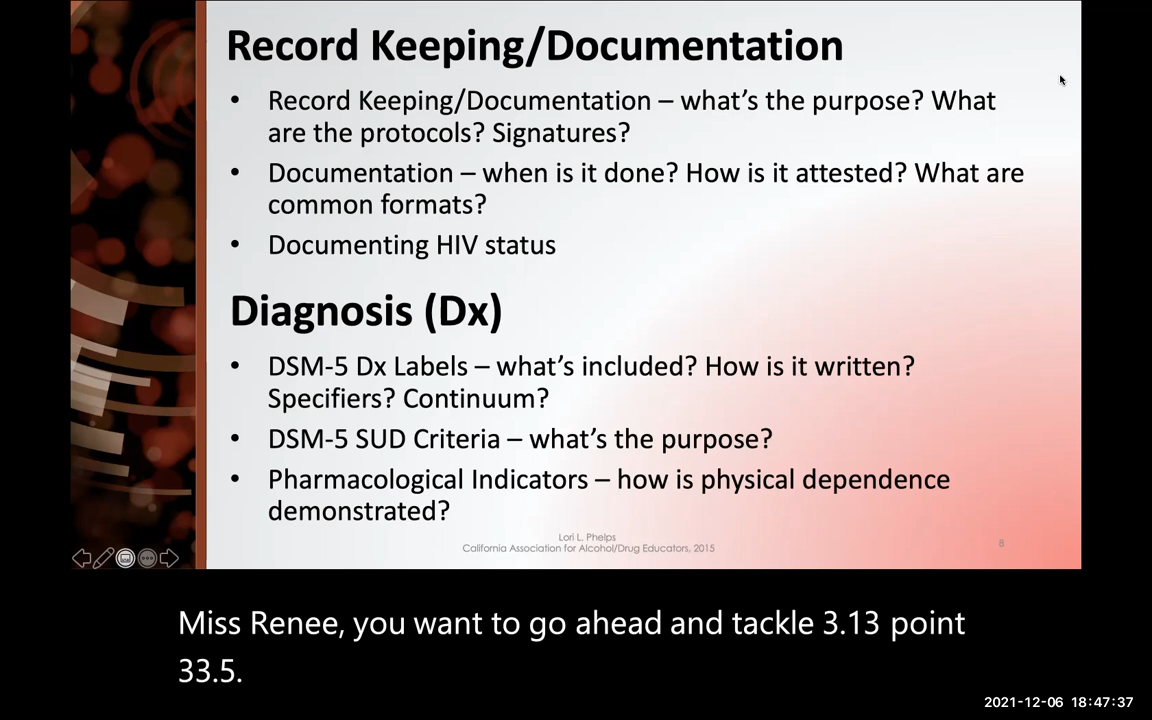 Record Keeping/Documentation
• Record Keeping/Documentation – what’s the purpose? What
are the protocols? Signatures?
• Documentation – when is it done? How is it attested? What are
common formats?
• Documenting HIV status
Diagnosis (Dx)
• DSM-5 Dx Labels – what’s included? How is it written?
Specifiers? Continuum?
• DSM-5 SUD Criteria – what’s the purpose?
• Pharmacological Indicators – how is physical dependence
demonstrated?
Lori L. Phelps
California Association for Alcohol/Drug Educators, 2015
8
Miss Renee, you want to go ahead and tackle 3.13 point
33.5.
2021-12-06 18:47:37